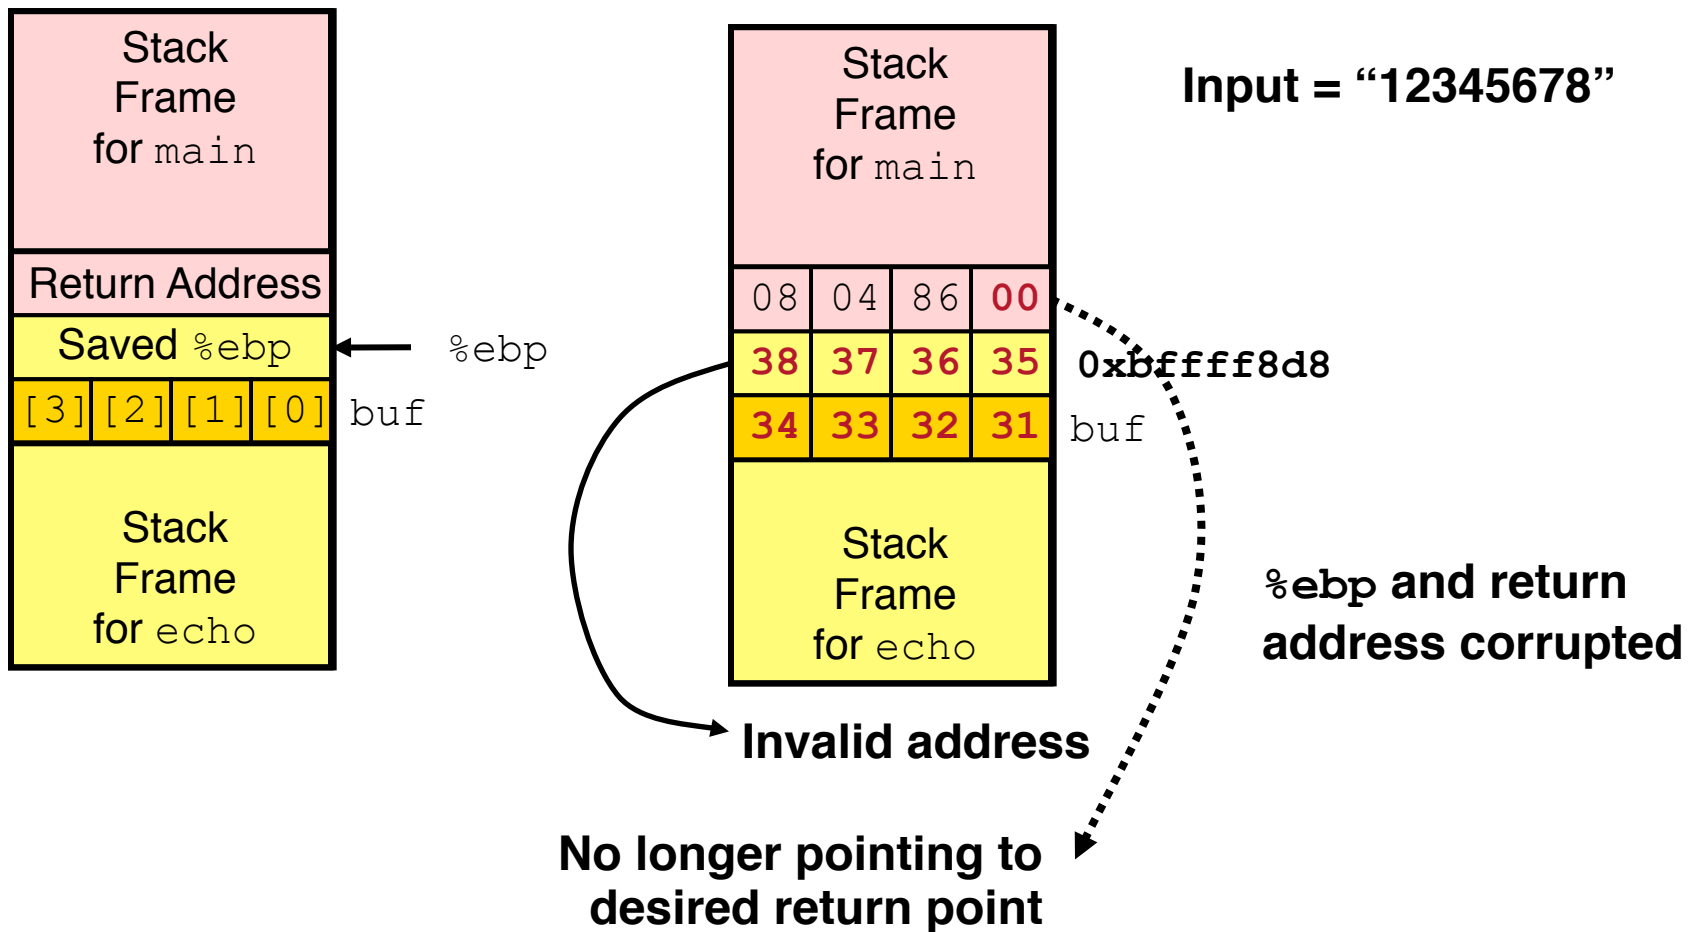 Stack
Frame
for main
Return Address
Saved %ebp
%ebp
[3] [2] [1] [0] buf
Stack
Frame
for echo
Stack
Frame
for main
08 04 86 00
38 37 36 35 0xbffff8d8
34 33 32 31 buf
Stack
Frame
for echo
Input = “12345678”
%ebp and return
address corrupted
Invalid address
No longer pointing to
desired return point